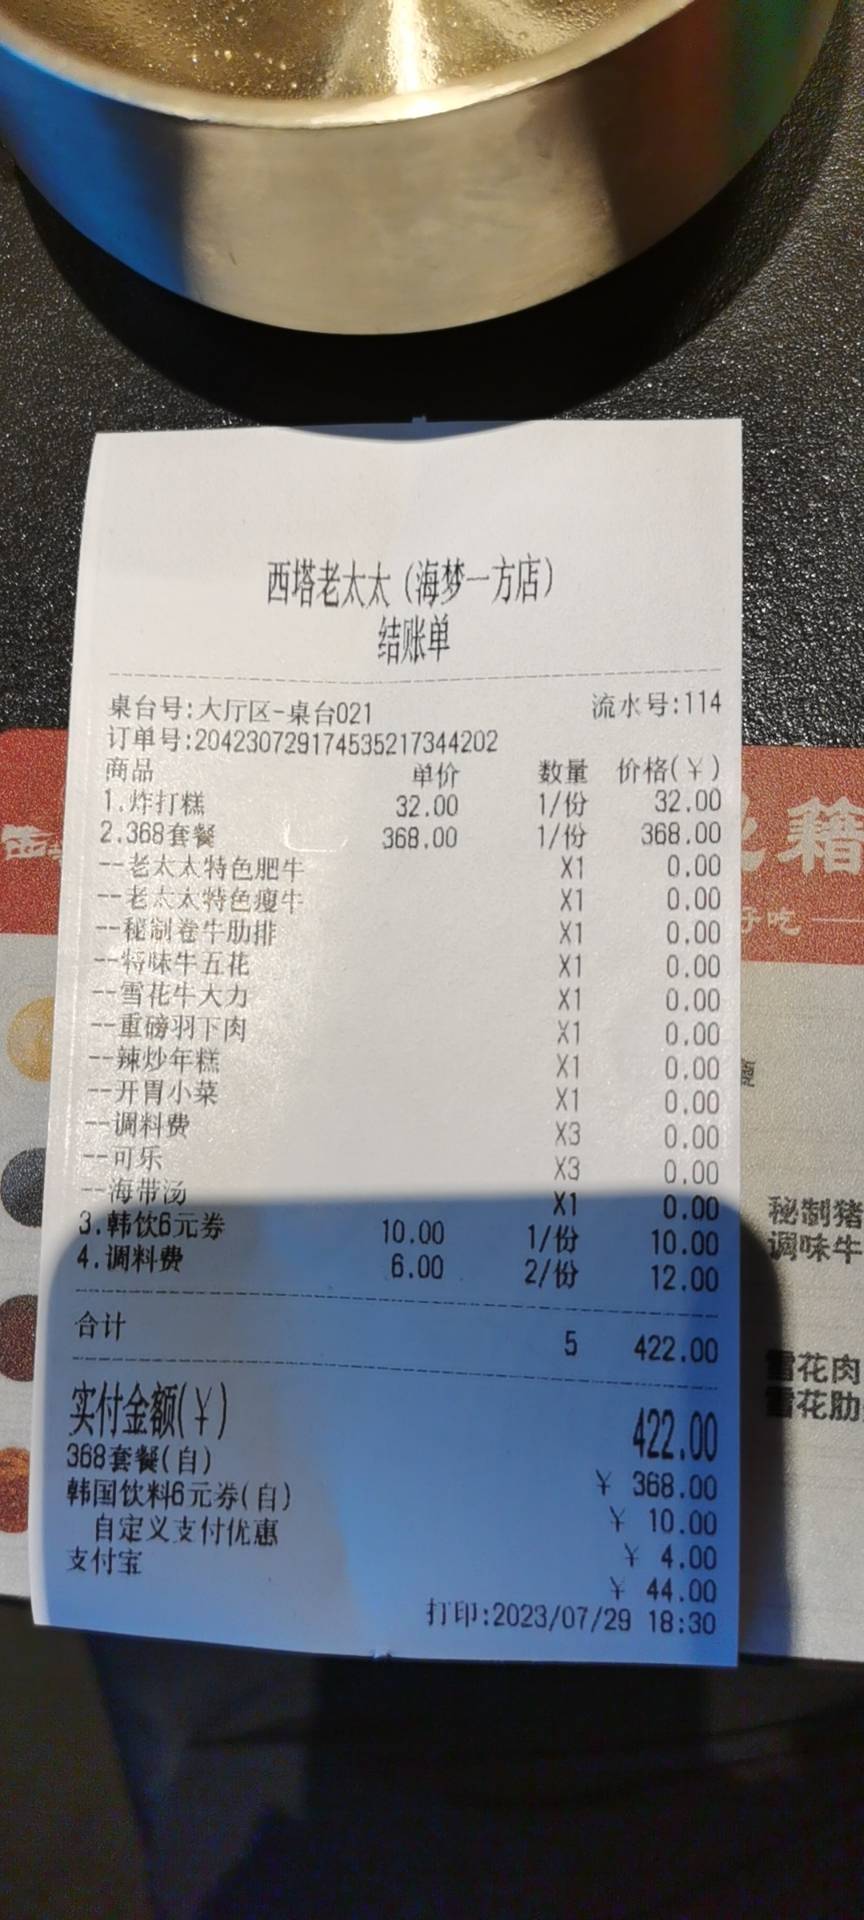 西塔老太太(海梦一方店)
结账单
桌台号:大厅区-桌台021 流水号:114
订单号:20423072917453521734​4202
商品 单价 数量 价格(￥)
1.炸打糕 32.00 1/份 32.00
2.368套餐 368.00 1/份 368.00
--老太太特色肥牛 X1 0.00
--老太太特色瘦牛 X1 0.00
--秘制卷牛肋排 X1 0.00
--特味牛五花 X1 0.00
--雪花牛大力 X1 0.00
--重磅羽下肉 X1 0.00
--辣炒年糕 X1 0.00
--开胃小菜 X1 0.00
--调料费 X3 0.00
--可乐 X3 0.00
--海带汤 X1 0.00
3.韩饮6元券 10.00 1/份 10.00
4.调料费 6.00 2/份 12.00
合计 5 422.00
实付金额(￥) 422.00
368套餐(自) ￥ 368.00
韩国饮料6元券(自) ￥ 10.00
自定义支付优惠 ￥ 4.00
支付宝 ￥ 44.00
打印:2023/07/29 18:30
籍
好吃
秘制猪
调味牛
雪花肉
雪花肋